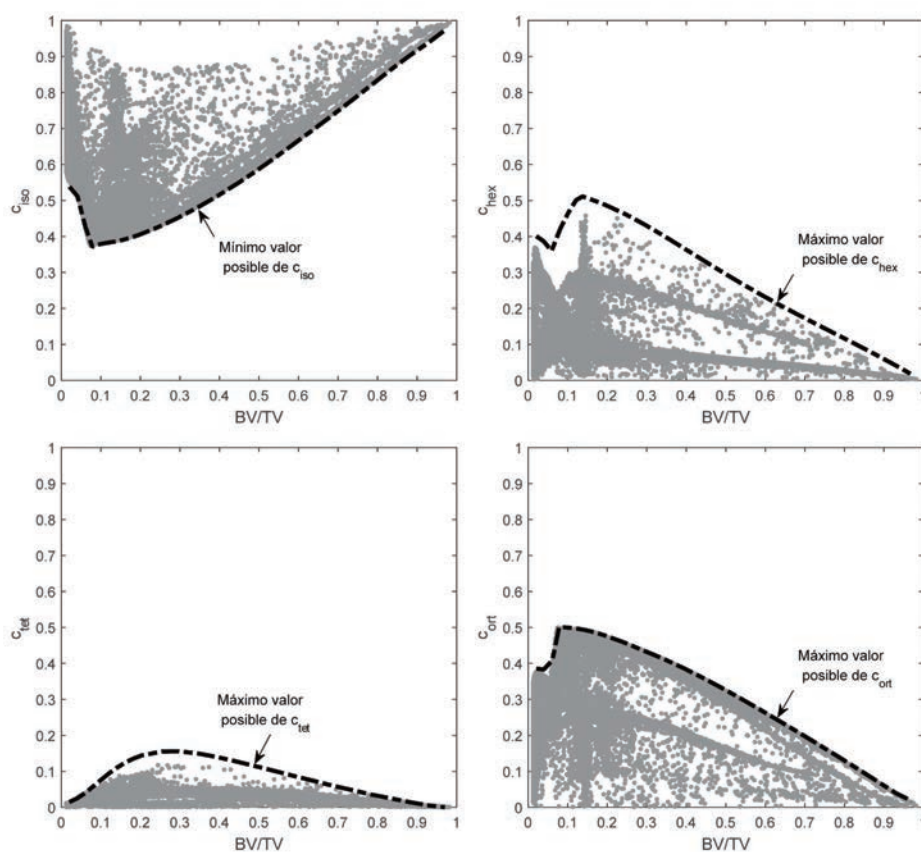 1
0.9
0.8
0.7
0.6
0.5
0.4
0.3
0.2
0.1
0
c_iso
Mínimo valor
posible de c_iso
0 0.1 0.2 0.3 0.4 0.5 0.6 0.7 0.8 0.9 1
BV/TV
1
0.9
0.8
0.7
0.6
0.5
0.4
0.3
0.2
0.1
0
c_hex
Máximo valor
posible de c_hex
0 0.1 0.2 0.3 0.4 0.5 0.6 0.7 0.8 0.9
BV/TV
1
0.9
0.8
0.7
0.6
0.5
0.4
0.3
0.2
0.1
0
c_tet
Máximo valor
posible de c_tet
0 0.1 0.2 0.3 0.4 0.5 0.6 0.7 0.8 0.9 1
BV/TV
1
0.9
0.8
0.7
0.6
0.5
0.4
0.3
0.2
0.1
0
c_ort
Máximo valor
posible de c_ort
0 0.1 0.2 0.3 0.4 0.5 0.6 0.7 0.8 0.9
BV/TV